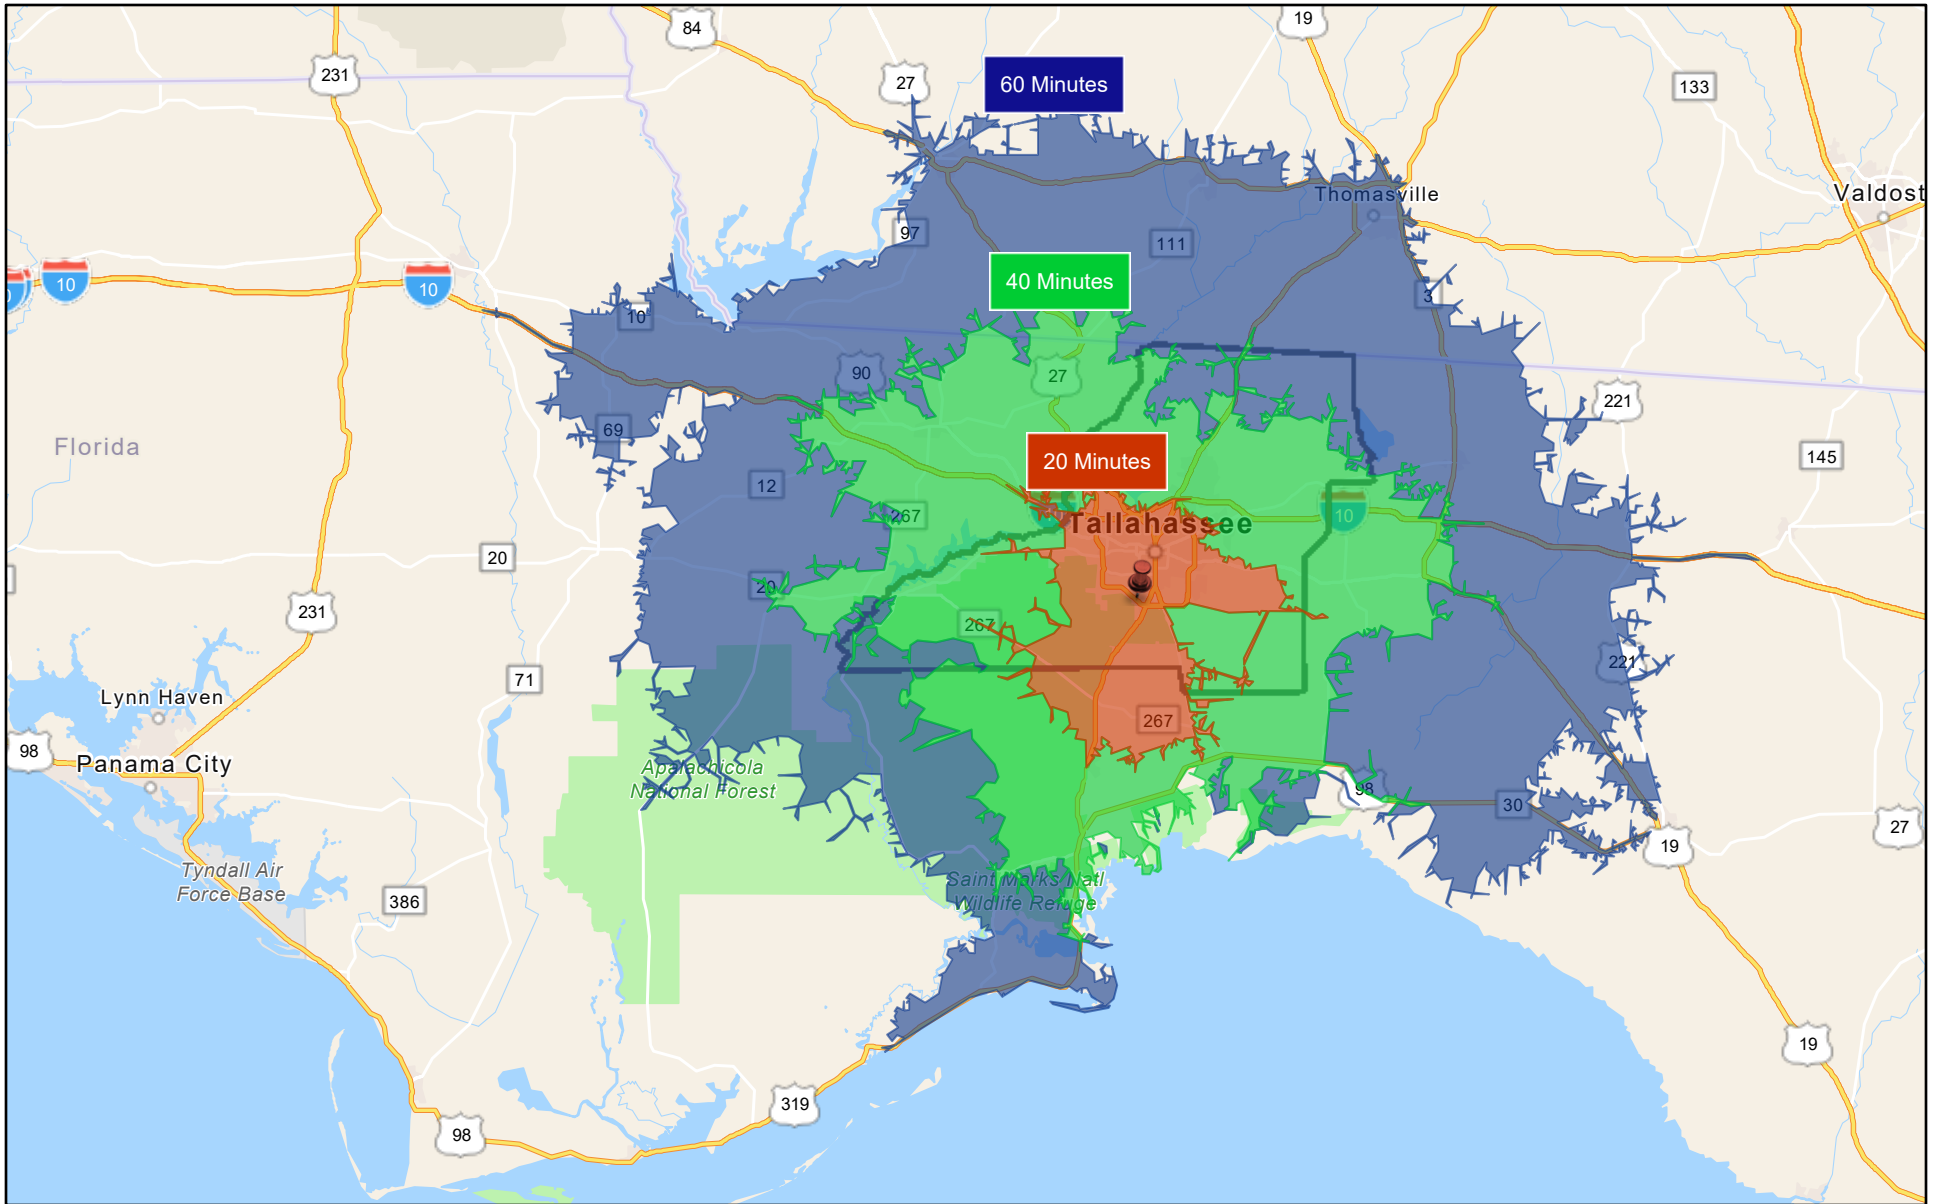 84
19
231
27
60 Minutes
133
Thomasville
Valdost
97
111
10
10
40 Minutes
3
10
90
27
221
69
Florida
20 Minutes
145
12
267
10
Tallahassee
20
20
231
267
221
71
Lynn Haven
267
98
Panama City
Apalachicola
National Forest
98
30
27
19
Tyndall Air
Force Base
386
Saint Marks Natl
Wildlife Refuge
19
319
98